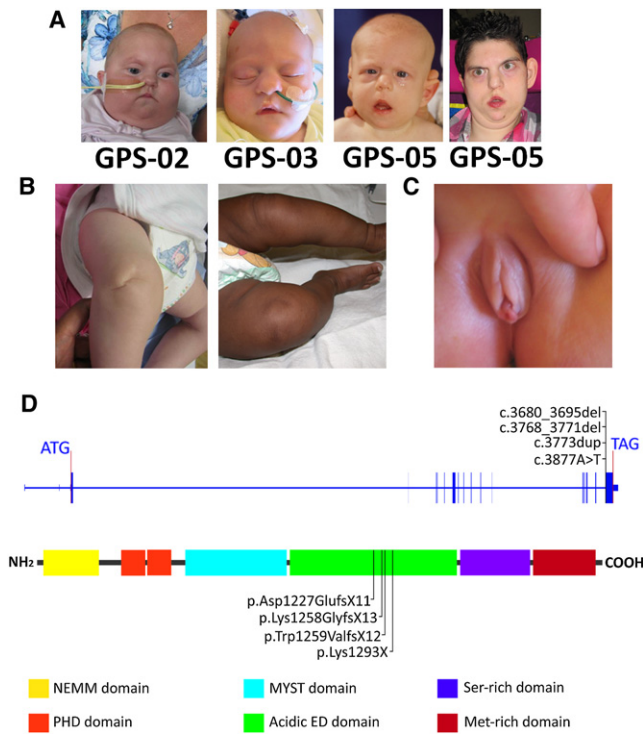 A
GPS-02 GPS-03 GPS-05 GPS-05
B
C
D
c.3680_3695del
c.3768_3771del
c.3773dup
c.3877A>T
ATG
TAG
NH2
COOH
p.Asp1227GlufsX11
p.Lys1258GlyfsX13
p.Trp1259ValfsX12
p.Lys1293X
NEMM domain MYST domain Ser-rich domain
PHD domain Acidic ED domain Met-rich domain